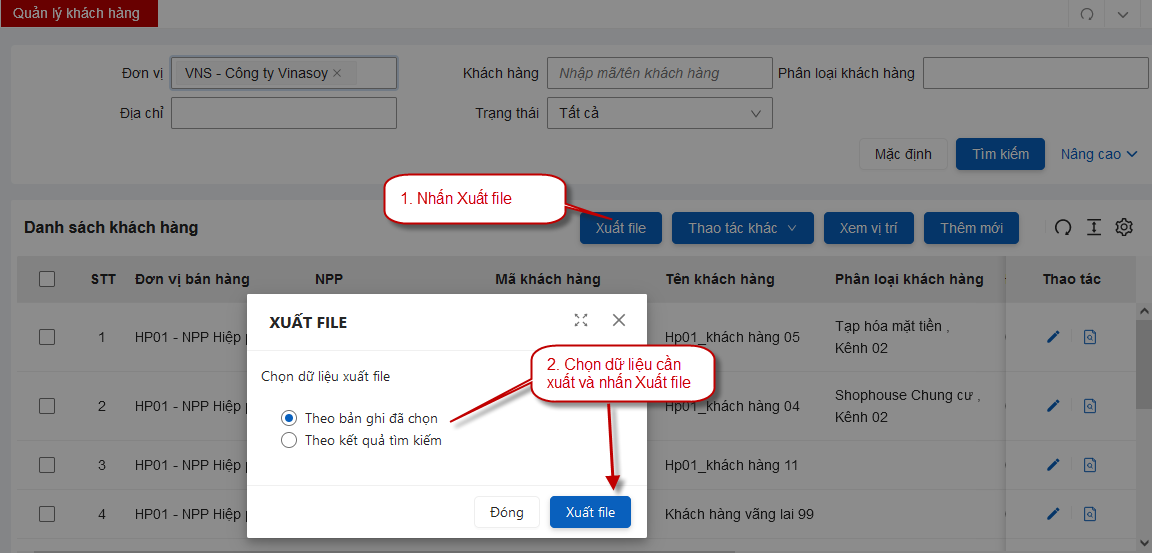 Quản lý khách hàng
Đơn vị
VNS - Công ty Vinasoy
Khách hàng
Nhập mã/tên khách hàng
Phân loại khách hàng
Địa chỉ
Trạng thái
Tất cả
Mặc định
Tìm kiếm
Nâng cao
1. Nhấn Xuất file
Danh sách khách hàng
Xuất file
Thao tác khác
Xem vị trí
Thêm mới
STT
Đơn vị bán hàng
NPP
Mã khách hàng
Tên khách hàng
Phân loại khách hàng
Thao tác
1
HP01 - NPP Hiệp
Hp01_khách hàng 05
Tạp hóa mặt tiền ,
Kênh 02
2
HP01 - NPP Hiệp
Hp01_khách hàng 04
Shophouse Chung cư ,
Kênh 02
3
HP01 - NPP Hiệp
Hp01_khách hàng 11
4
HP01 - NPP Hiệp
Khách hàng vãng lai 99
XUẤT FILE
Chọn dữ liệu xuất file
Theo bản ghi đã chọn
Theo kết quả tìm kiếm
2. Chọn dữ liệu cần
xuất và nhấn Xuất file
Đóng
Xuất file